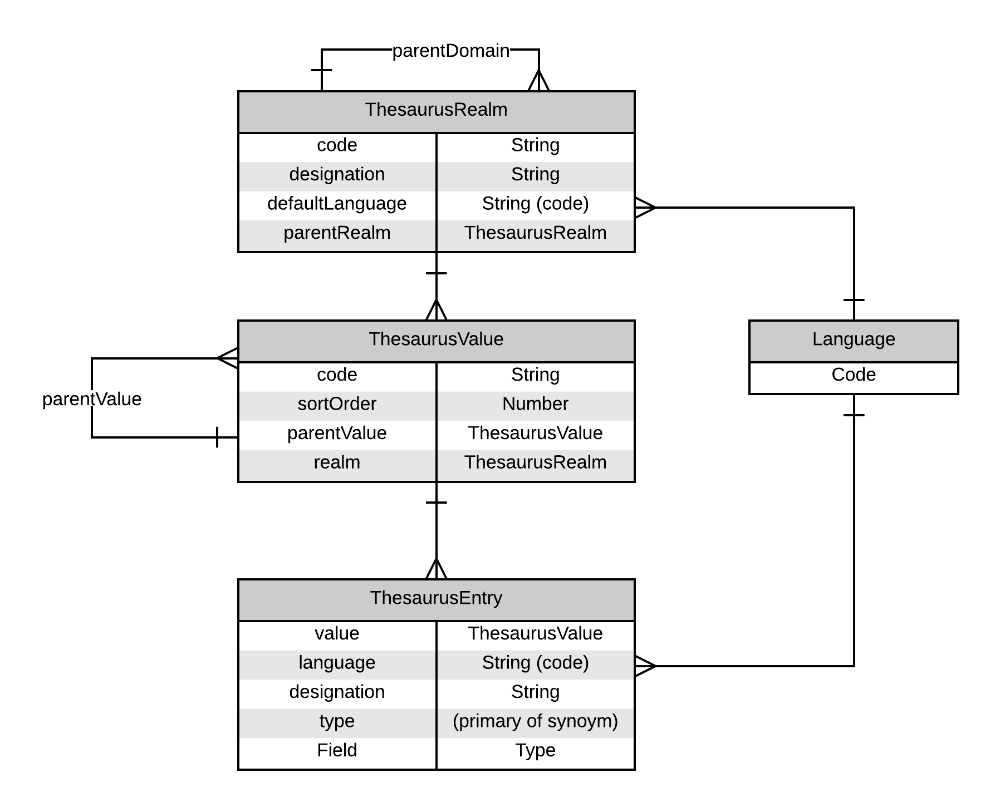 parentDomain
ThesaurusRealm
code String
designation String
defaultLanguage String (code)
parentRealm ThesaurusRealm
ThesaurusValue
code String
sortOrder Number
parentValue ThesaurusValue
realm ThesaurusRealm
parentValue
Language
Code
ThesaurusEntry
value ThesaurusValue
language String (code)
designation String
type (primary of synoym)
Field Type